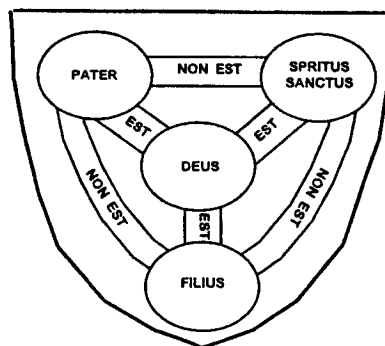 PATER
NON EST
SPRITUS
SANCTUS
EST
EST
DEUS
NON EST
EST
NON EST
FILIUS